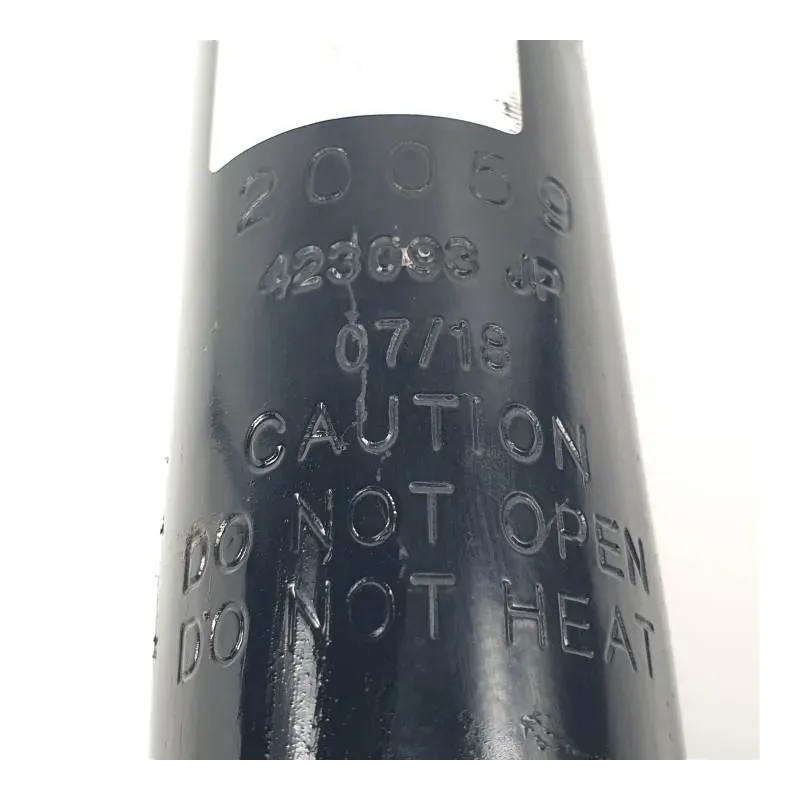 20059
423093 JP
07/18
CAUTION
DO NOT OPEN
DO NOT HEAT